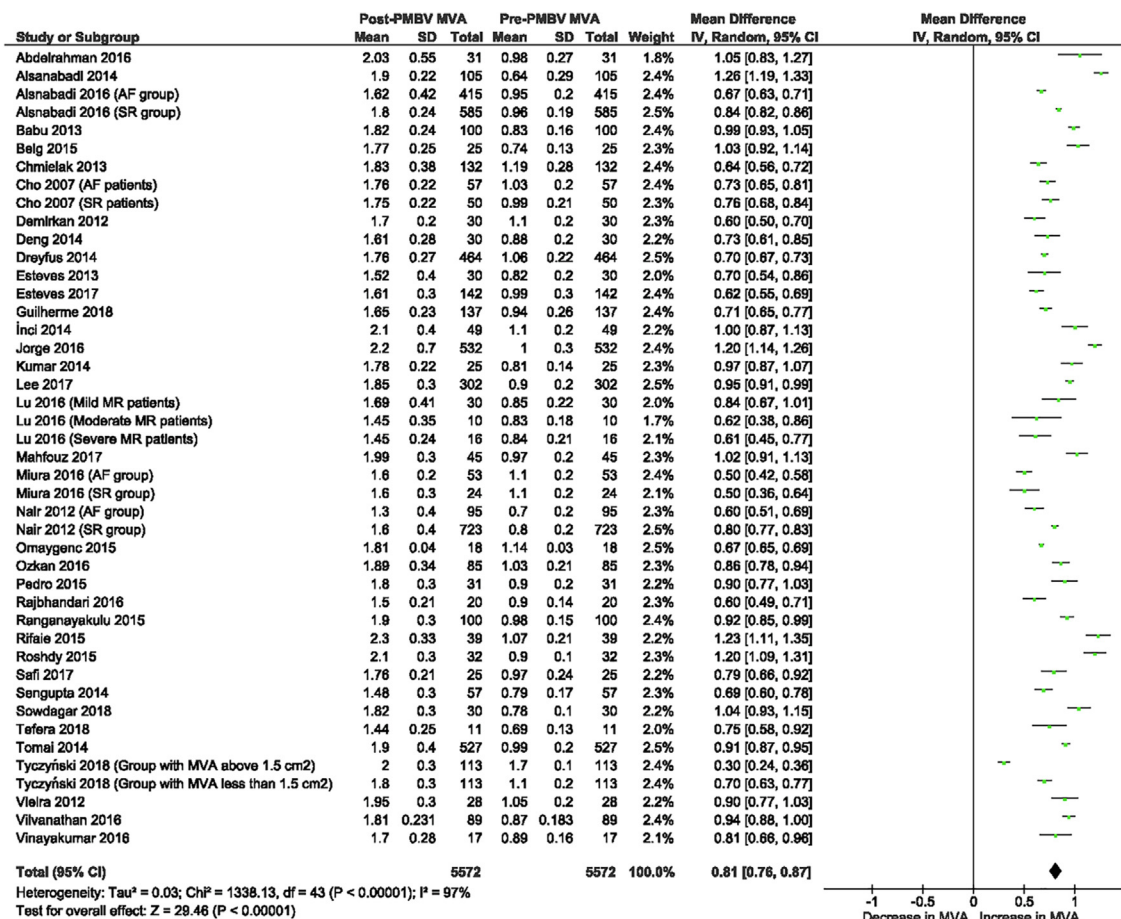 Post-PMBV MVA Pre-PMBV MVA Mean Difference Mean Difference
Study or Subgroup Mean SD Total Mean SD Total Weight IV, Random, 95% CI IV, Random, 95% CI
Abdelrahman 2016 2.03 0.55 31 0.98 0.27 31 1.8% 1.05 [0.83, 1.27]
Alsanabadi 2014 1.9 0.22 105 0.64 0.29 105 2.4% 1.26 [1.19, 1.33]
Alsnabadi 2016 (AF group) 1.62 0.42 415 0.95 0.2 415 2.4% 0.67 [0.63, 0.71]
Alsnabadi 2016 (SR group) 1.8 0.24 585 0.96 0.19 585 2.5% 0.84 [0.82, 0.86]
Babu 2013 1.82 0.24 100 0.83 0.16 100 2.4% 0.99 [0.93, 1.05]
Belg 2015 1.77 0.25 25 0.74 0.13 25 2.3% 1.03 [0.92, 1.14]
Chmielak 2013 1.83 0.38 132 1.19 0.28 132 2.4% 0.64 [0.56, 0.72]
Cho 2007 (AF patients) 1.76 0.22 57 1.03 0.2 57 2.4% 0.73 [0.65, 0.81]
Cho 2007 (SR patients) 1.75 0.22 50 0.99 0.21 50 2.4% 0.76 [0.68, 0.84]
Demirkan 2012 1.7 0.2 30 1.1 0.2 30 2.3% 0.60 [0.50, 0.70]
Deng 2014 1.61 0.28 30 0.88 0.2 30 2.2% 0.73 [0.61, 0.85]
Dreyfus 2014 1.76 0.27 464 1.06 0.22 464 2.5% 0.70 [0.67, 0.73]
Esteves 2013 1.52 0.4 30 0.82 0.2 30 2.0% 0.70 [0.54, 0.86]
Esteves 2017 1.61 0.3 142 0.99 0.3 142 2.4% 0.62 [0.55, 0.69]
Guilherme 2018 1.65 0.23 137 0.94 0.26 137 2.4% 0.71 [0.65, 0.77]
İnci 2014 2.1 0.4 49 1.1 0.2 49 2.2% 1.00 [0.87, 1.13]
Jorge 2016 2.2 0.7 532 1 0.3 532 2.4% 1.20 [1.14, 1.26]
Kumar 2014 1.78 0.22 25 0.81 0.14 25 2.3% 0.97 [0.87, 1.07]
Lee 2017 1.85 0.3 302 0.9 0.2 302 2.5% 0.95 [0.91, 0.99]
Lu 2016 (Mild MR patients) 1.69 0.41 30 0.85 0.22 30 2.0% 0.84 [0.67, 1.01]
Lu 2016 (Moderate MR patients) 1.45 0.35 10 0.83 0.18 10 1.7% 0.62 [0.38, 0.86]
Lu 2016 (Severe MR patients) 1.45 0.24 16 0.84 0.21 16 2.1% 0.61 [0.45, 0.77]
Mahfouz 2017 1.99 0.3 45 0.97 0.2 45 2.3% 1.02 [0.91, 1.13]
Miura 2016 (AF group) 1.6 0.2 53 1.1 0.2 53 2.4% 0.50 [0.42, 0.58]
Miura 2016 (SR group) 1.6 0.3 24 1.1 0.2 24 2.1% 0.50 [0.36, 0.64]
Nair 2012 (AF group) 1.3 0.4 95 0.7 0.2 95 2.3% 0.60 [0.51, 0.69]
Nair 2012 (SR group) 1.6 0.4 723 0.8 0.2 723 2.5% 0.80 [0.77, 0.83]
Omaygenc 2015 1.81 0.04 18 1.14 0.03 18 2.5% 0.67 [0.65, 0.69]
Ozkan 2016 1.89 0.34 85 1.03 0.21 85 2.4% 0.86 [0.78, 0.94]
Pedro 2015 1.8 0.3 31 0.9 0.2 31 2.2% 0.90 [0.77, 1.03]
Rajbhandari 2016 1.5 0.21 20 0.9 0.14 20 2.3% 0.60 [0.49, 0.71]
Ranganayakulu 2015 1.9 0.3 100 0.98 0.15 100 2.4% 0.92 [0.85, 0.99]
Rifaie 2015 2.3 0.33 39 1.07 0.21 39 2.2% 1.23 [1.11, 1.35]
Roshdy 2015 2.1 0.3 32 0.9 0.1 32 2.3% 1.20 [1.09, 1.31]
Safi 2017 1.76 0.21 25 0.97 0.24 25 2.2% 0.79 [0.66, 0.92]
Sengupta 2014 1.48 0.3 57 0.79 0.17 57 2.3% 0.69 [0.60, 0.78]
Sowdagar 2018 1.82 0.3 30 0.78 0.1 30 2.3% 1.04 [0.93, 1.15]
Tefera 2018 1.44 0.25 11 0.69 0.13 11 2.0% 0.75 [0.58, 0.92]
Tomai 2014 1.9 0.4 527 0.99 0.2 527 2.4% 0.91 [0.87, 0.95]
Tyczyński 2018 (Group with MVA above 1.5 cm2) 2 0.3 113 1.7 0.1 113 2.4% 0.30 [0.24, 0.36]
Tyczyński 2018 (Group with MVA less than 1.5 cm2) 1.8 0.3 113 1.1 0.2 113 2.4% 0.70 [0.63, 0.77]
Vieira 2012 1.95 0.3 28 1.05 0.2 28 2.2% 0.90 [0.77, 1.03]
Vilvanathan 2016 1.81 0.231 89 0.87 0.183 89 2.4% 0.94 [0.88, 1.00]
Vinayakumar 2016 1.7 0.28 17 0.89 0.16 17 2.1% 0.81 [0.66, 0.96]
Total (95% CI) 5572 5572 100.0% 0.81 [0.76, 0.87]
Heterogeneity: Tau² = 0.03; Chi² = 1338.13, df = 43 (P < 0.00001); I² = 97%
Test for overall effect: Z = 29.46 (P < 0.00001)
-1 -0.5 0 0.5 1
Decrease in MVA Increase in MVA